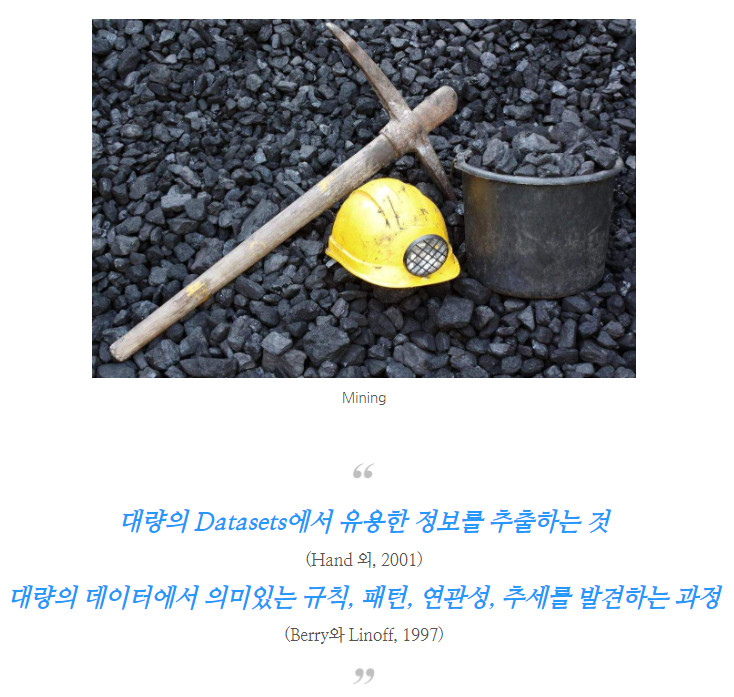 Mining
“
대량의 Datasets에서 유용한 정보를 추출하는 것
(Hand 외, 2001)
대량의 데이터에서 의미있는 규칙, 패턴, 연관성, 추세를 발견하는 과정
(Berry와 Linoff, 1997)
”